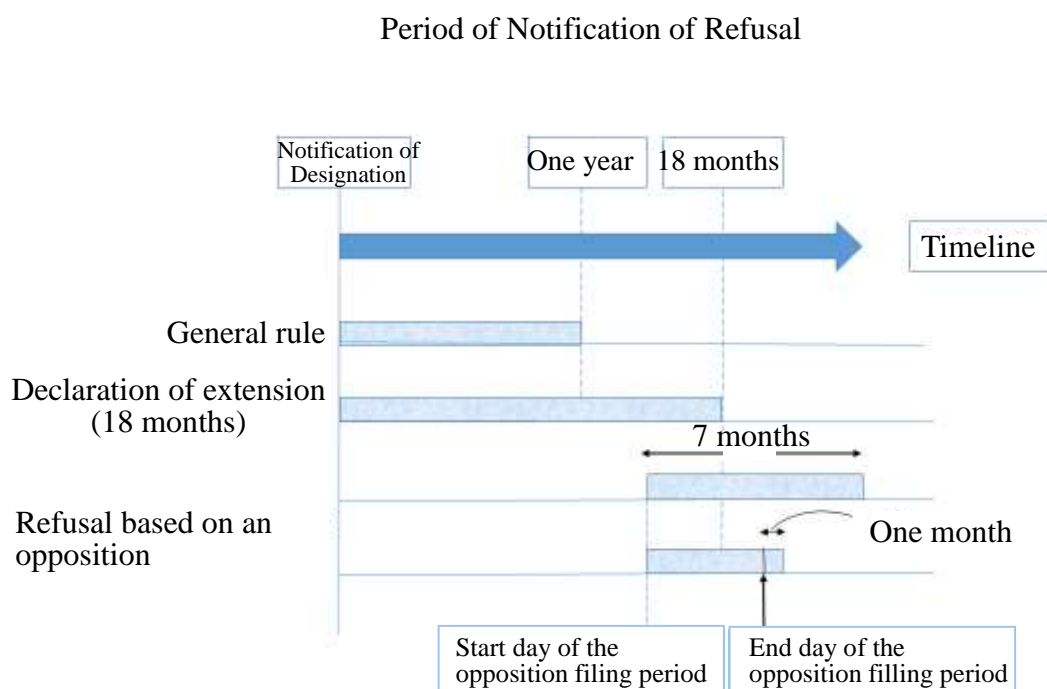 Period of Notification of Refusal
Notification of
Designation
One year
18 months
Timeline
General rule
Declaration of extension
(18 months)
7 months
Refusal based on an
opposition
One month
Start day of the
opposition filing period
End day of the
opposition filling period